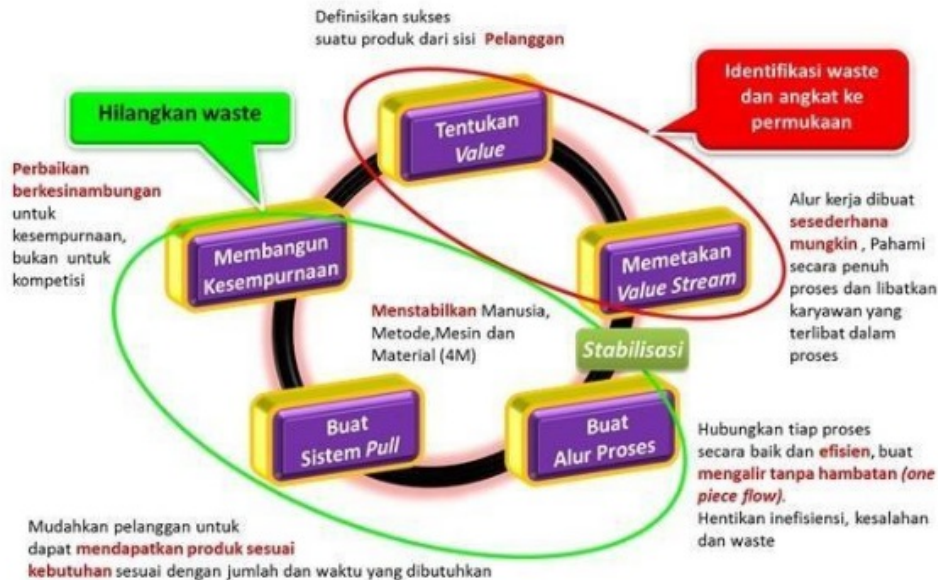 Definisikan sukses
suatu produk dari sisi Pelanggan
Identifikasi waste
dan angkat ke
permukaan
Hilangkan waste
Tentukan
Value
Perbaikan
berkesinambungan
untuk
kesempurnaan,
bukan untuk
kompetisi
Alur kerja dibuat
sesederhana
mungkin , Pahami
secara penuh
proses dan libatkan
karyawan yang
terlibat dalam
proses
Membangun
Kesempurnaan
Memetakan
Value Stream
Menstabilkan Manusia,
Metode,Mesin dan
Material (4M)
Stabilisasi
Buat
Sistem Pull
Buat
Alur Proses
Hubungkan tiap proses
secara baik dan efisien, buat
mengalir tanpa hambatan (one
piece flow).
Hentikan inefisiensi, kesalahan
dan waste
Mudahkan pelanggan untuk
dapat mendapatkan produk sesuai
kebutuhan sesuai dengan jumlah dan waktu yang dibutuhkan